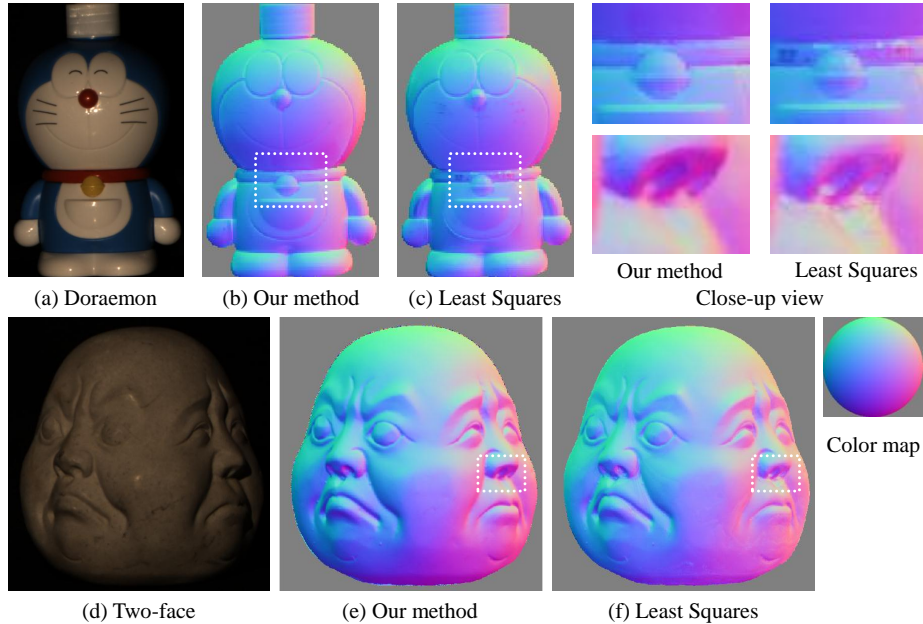 Our method
Least Squares
(a) Doraemon
(b) Our method
(c) Least Squares
Close-up view
Color map
(d) Two-face
(e) Our method
(f) Least Squares